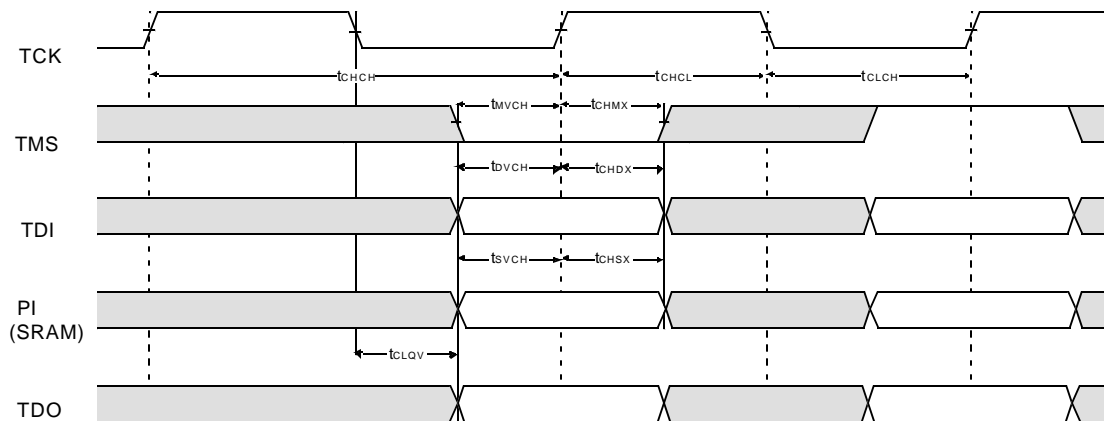 TCK
tCHCH
tCHCL
tCLCH
tMVCH
tCHMX
TMS
tDVCH
tCHDX
TDI
tSVCH
tCHSX
PI
(SRAM)
tCLQV
TDO